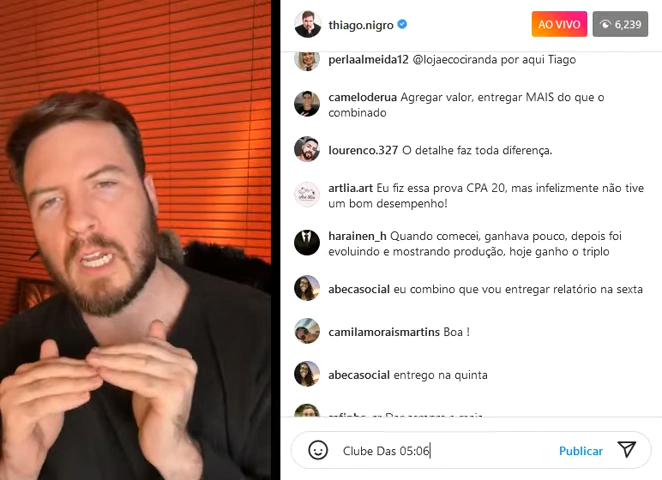 thiago.nigro
AO VIVO
6,239
perlaalmeida12 @lojaecociranda por aqui Tiago
cameloderua Agregar valor, entregar MAIS do que o
combinado
lourenco.327 O detalhe faz toda diferença.
artlia.art Eu fiz essa prova CPA 20, mas infelizmente não tive
um bom desempenho!
harainen_h Quando comecei, ganhava pouco, depois foi
evoluindo e mostrando produção, hoje ganho o triplo
abecasocial eu combino que vou entregar relatório na sexta
camilamoraismartins Boa !
abecasocial entrego na quinta
Clube Das 05:06
Publicar